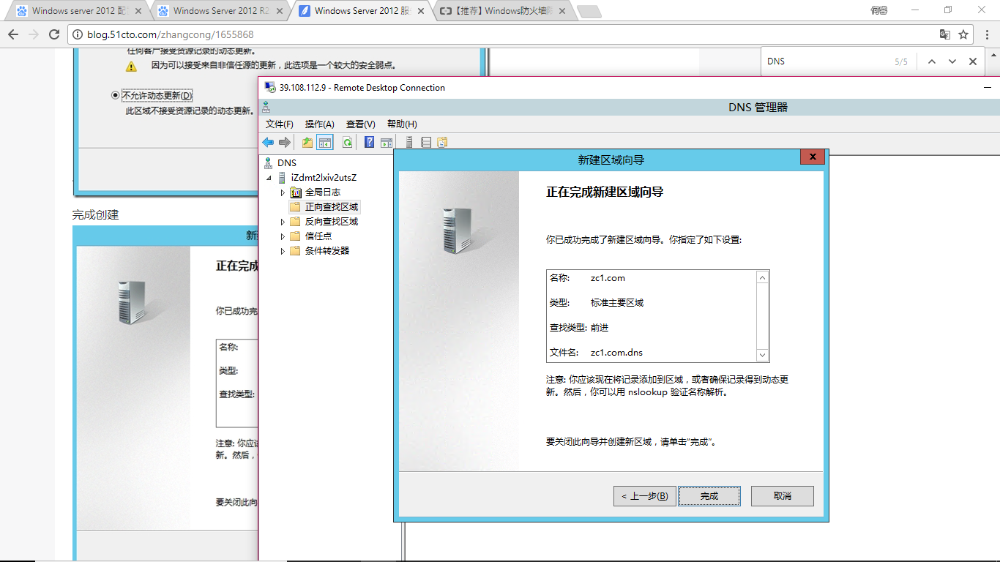 Windows server 2012 配
Windows Server 2012 R2
Windows Server 2012 服
【推荐】Windows防火墙
何睿
blog.51cto.com/zhangcong/1655868
DNS
5/5
任何客户接受资源记录的动态更新。
因为可以接受来自非信任源的更新，此选项是一个较大的安全弱点。
不允许动态更新(D)
此区域不接受资源记录的动态更新。
完成创建
正在完成
你已成功完
名称:
类型:
查找类型:
注意: 你应该
新。然后，
要关闭此向
39.108.112.9 - Remote Desktop Connection
DNS 管理器
文件(F) 操作(A) 查看(V) 帮助(H)
DNS
iZdmt2lxiv2utsZ
全局日志
正向查找区域
反向查找区域
信任点
条件转发器
新建区域向导
x
正在完成新建区域向导
你已成功完成了新建区域向导。你指定了如下设置:
名称: zc1.com
类型: 标准主要区域
查找类型: 前进
文件名: zc1.com.dns
注意: 你应该现在将记录添加到区域，或者确保记录得到动态更
新。然后，你可以用 nslookup 验证名称解析。
要关闭此向导并创建新区域，请单击“完成”。
< 上一步(B) 完成 取消